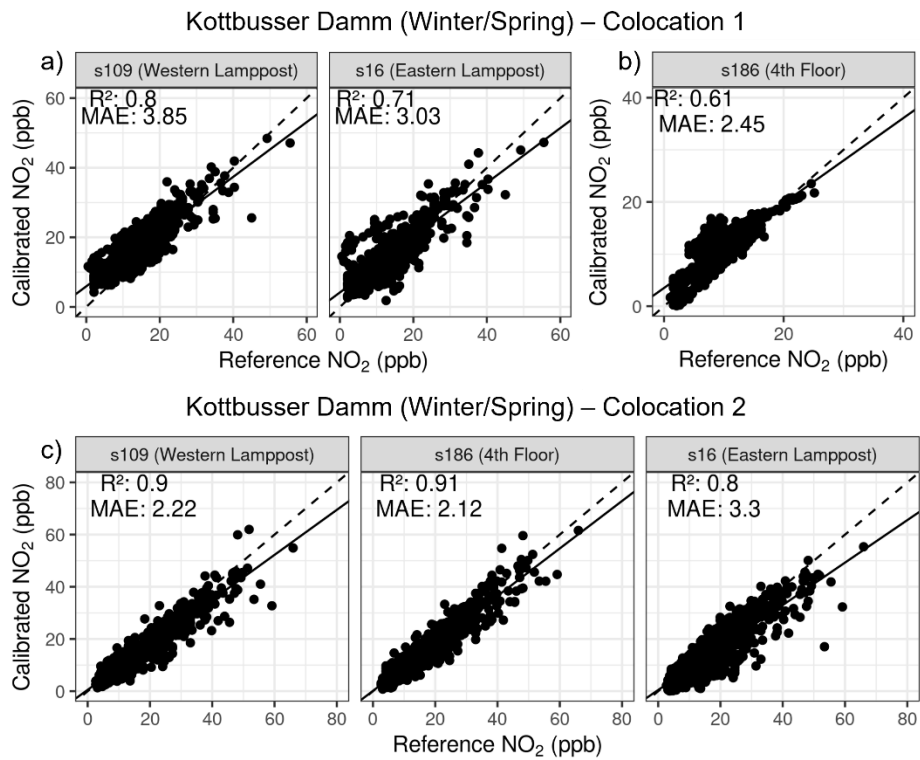 Kottbusser Damm (Winter/Spring) – Colocation 1
a)
s109 (Western Lamppost)
s16 (Eastern Lamppost)
b)
s186 (4th Floor)
R²: 0.8
MAE: 3.85
R²: 0.71
MAE: 3.03
R²: 0.61
MAE: 2.45
Calibrated NO₂ (ppb)
60
40
20
0
0 20 40 60
0 20 40 60
Reference NO₂ (ppb)
Calibrated NO₂ (ppb)
40
20
0
0 20 40
Kottbusser Damm (Winter/Spring) – Colocation 2
c)
s109 (Western Lamppost)
s186 (4th Floor)
s16 (Eastern Lamppost)
R²: 0.9
MAE: 2.22
R²: 0.91
MAE: 2.12
R²: 0.8
MAE: 3.3
Calibrated NO₂ (ppb)
80
60
40
20
0
0 20 40 60 80
0 20 40 60 80
0 20 40 60 80
Reference NO₂ (ppb)